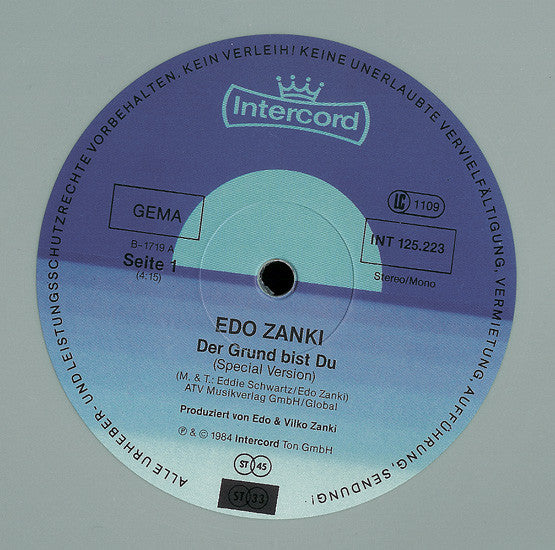 ALLE URHEBER- UND LEISTUNGSSCHUTZRECHTE VORBEHALTEN. KEIN VERLEIH! KEINE UNERLAUBTE VERVIELFÄLTIGUNG, VERMIETUNG, AUFFÜHRUNG, SENDUNG!
Intercord
GEMA
LC 1109
INT 125.223
Stereo/Mono
B-1719 A
Seite 1
(4:15)
EDO ZANKI
Der Grund bist Du
(Special Version)
(M. & T.: Eddie Schwartz/Edo Zanki)
ATV Musikverlag GmbH/Global
Produziert von Edo & Vilko Zanki
℗ & © 1984 Intercord Ton GmbH
ST 45
ST 33